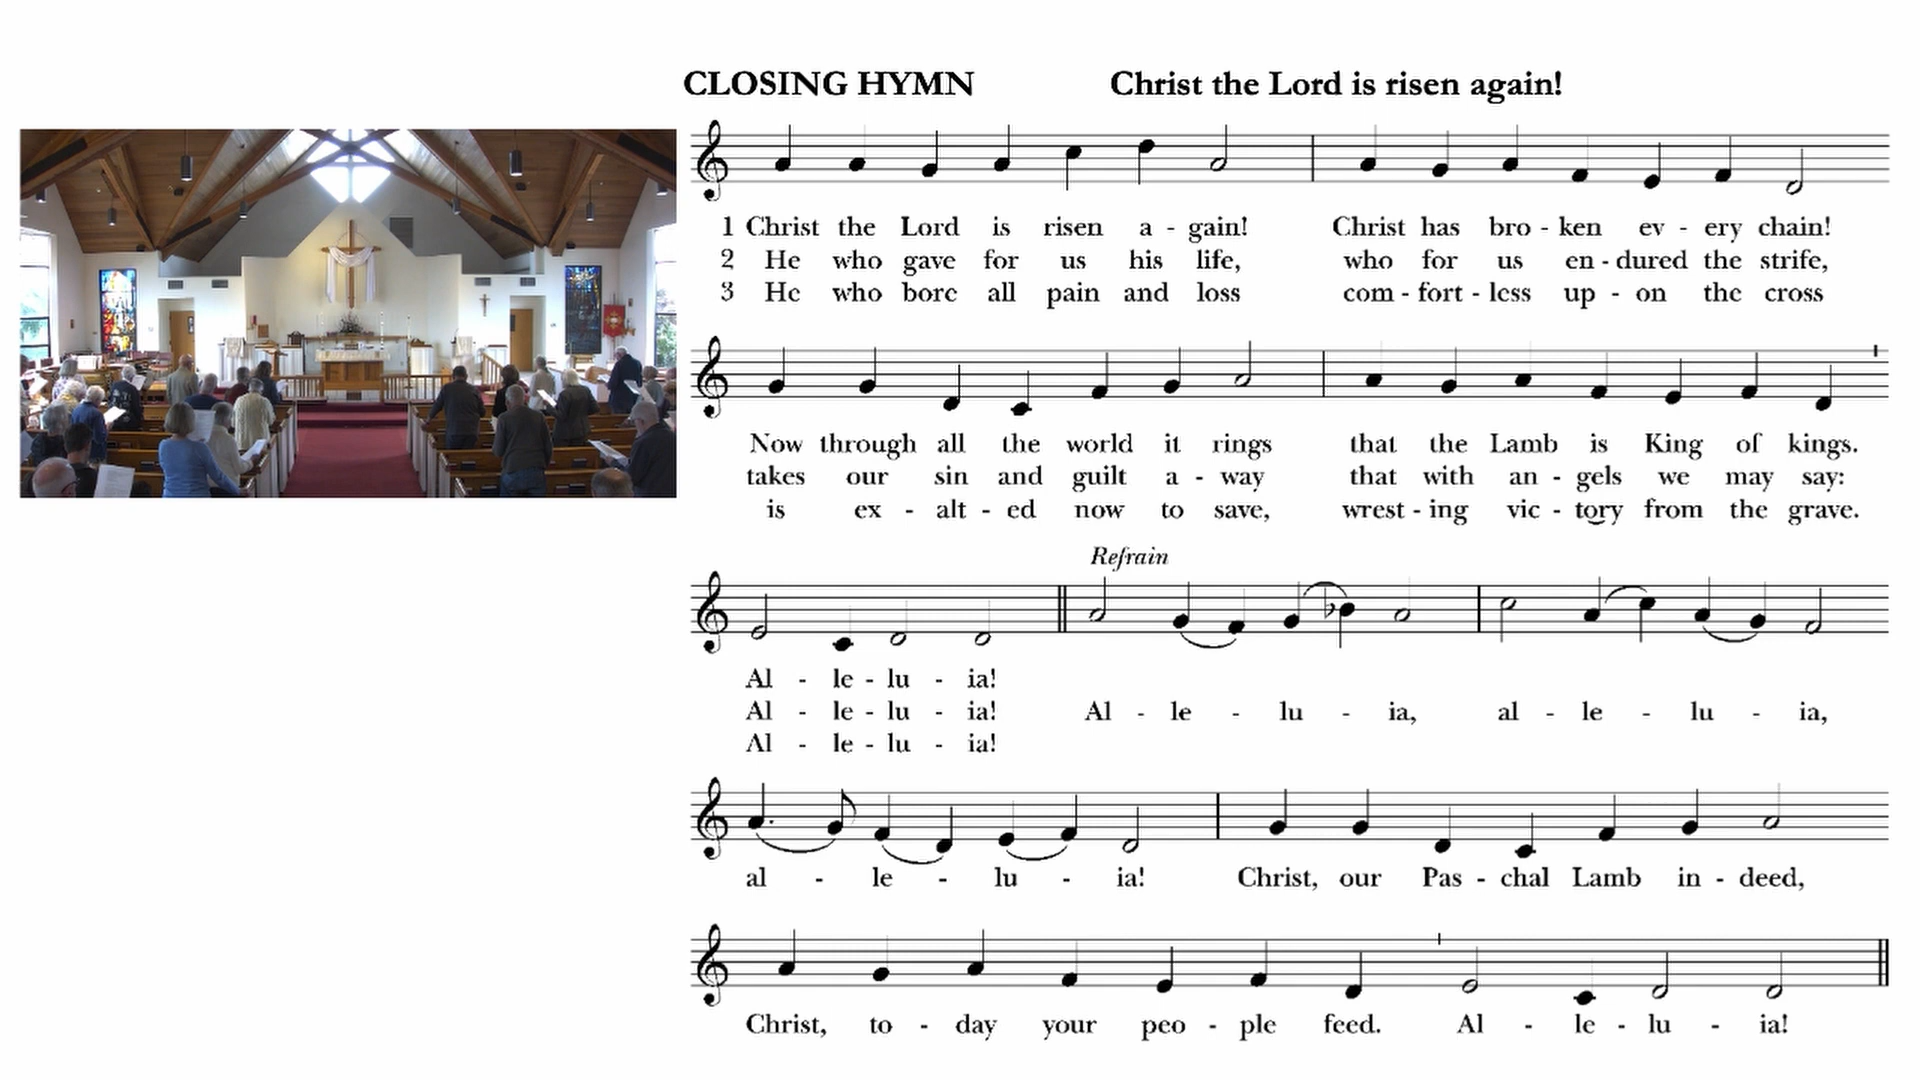 CLOSING HYMN Christ the Lord is risen again!
1 Christ the Lord is risen a - gain! Christ has bro - ken ev - ery chain!
2 He who gave for us his life, who for us en - dured the strife,
3 He who bore all pain and loss com - fort - less up - on the cross
Now through all the world it rings that the Lamb is King of kings.
takes our sin and guilt a - way that with an - gels we may say:
is ex - alt - ed now to save, wrest - ing vic - tory from the grave.
Refrain
Al - le - lu - ia!
Al - le - lu - ia! Al - le - lu - ia, al - le - lu - ia,
Al - le - lu - ia!
al - le - lu - ia! Christ, our Pas - chal Lamb in - deed,
Christ, to - day your peo - ple feed. Al - le - lu - ia!